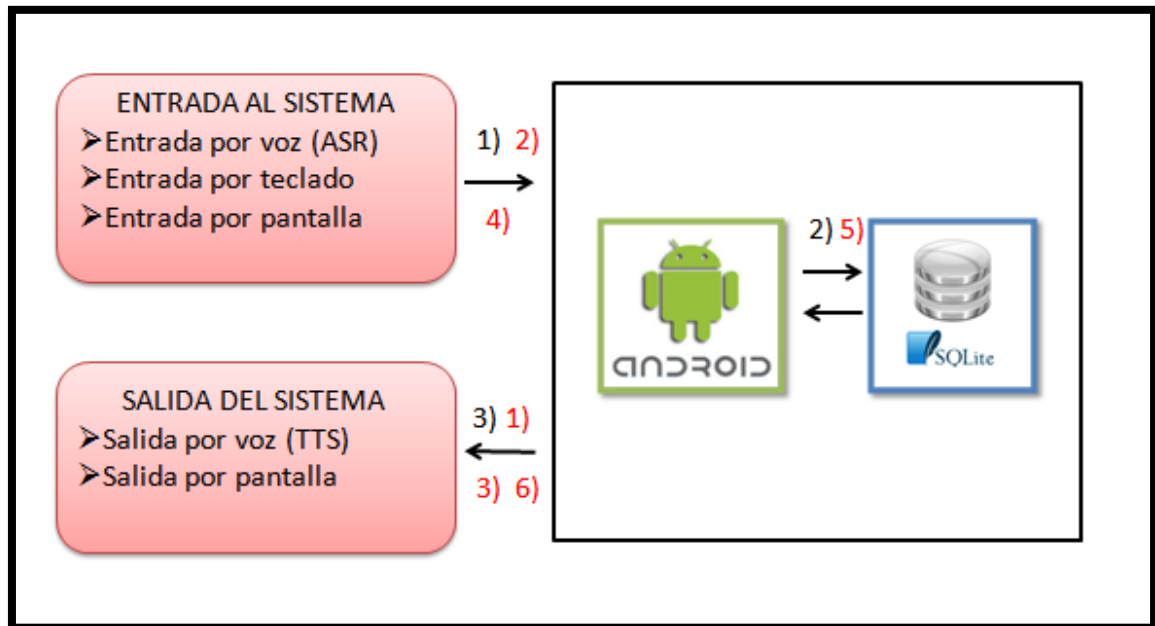 ENTRADA AL SISTEMA
➢Entrada por voz (ASR)
➢Entrada por teclado
➢Entrada por pantalla
1) 2)
4)
2) 5)
ANDROID
SQLite
SALIDA DEL SISTEMA
➢Salida por voz (TTS)
➢Salida por pantalla
3) 1)
3) 6)